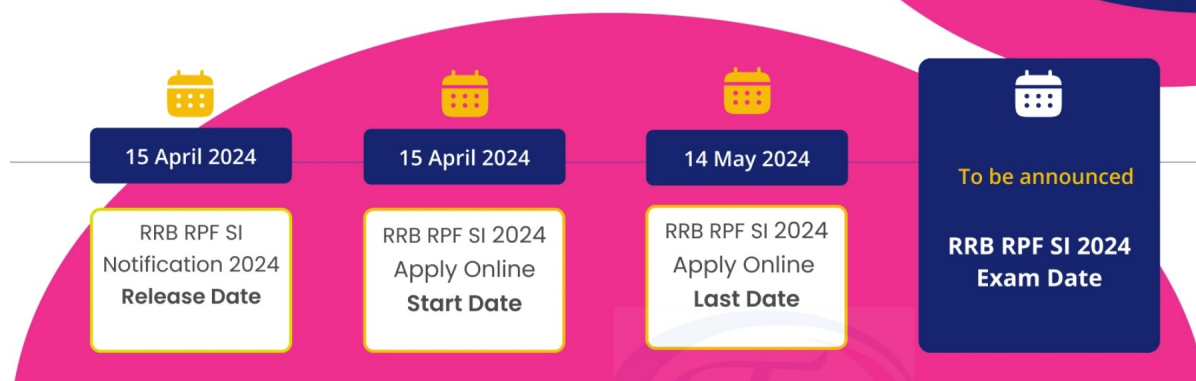 15 April 2024
RRB RPF SI
Notification 2024
Release Date
15 April 2024
RRB RPF SI 2024
Apply Online
Start Date
14 May 2024
RRB RPF SI 2024
Apply Online
Last Date
To be announced
RRB RPF SI 2024
Exam Date